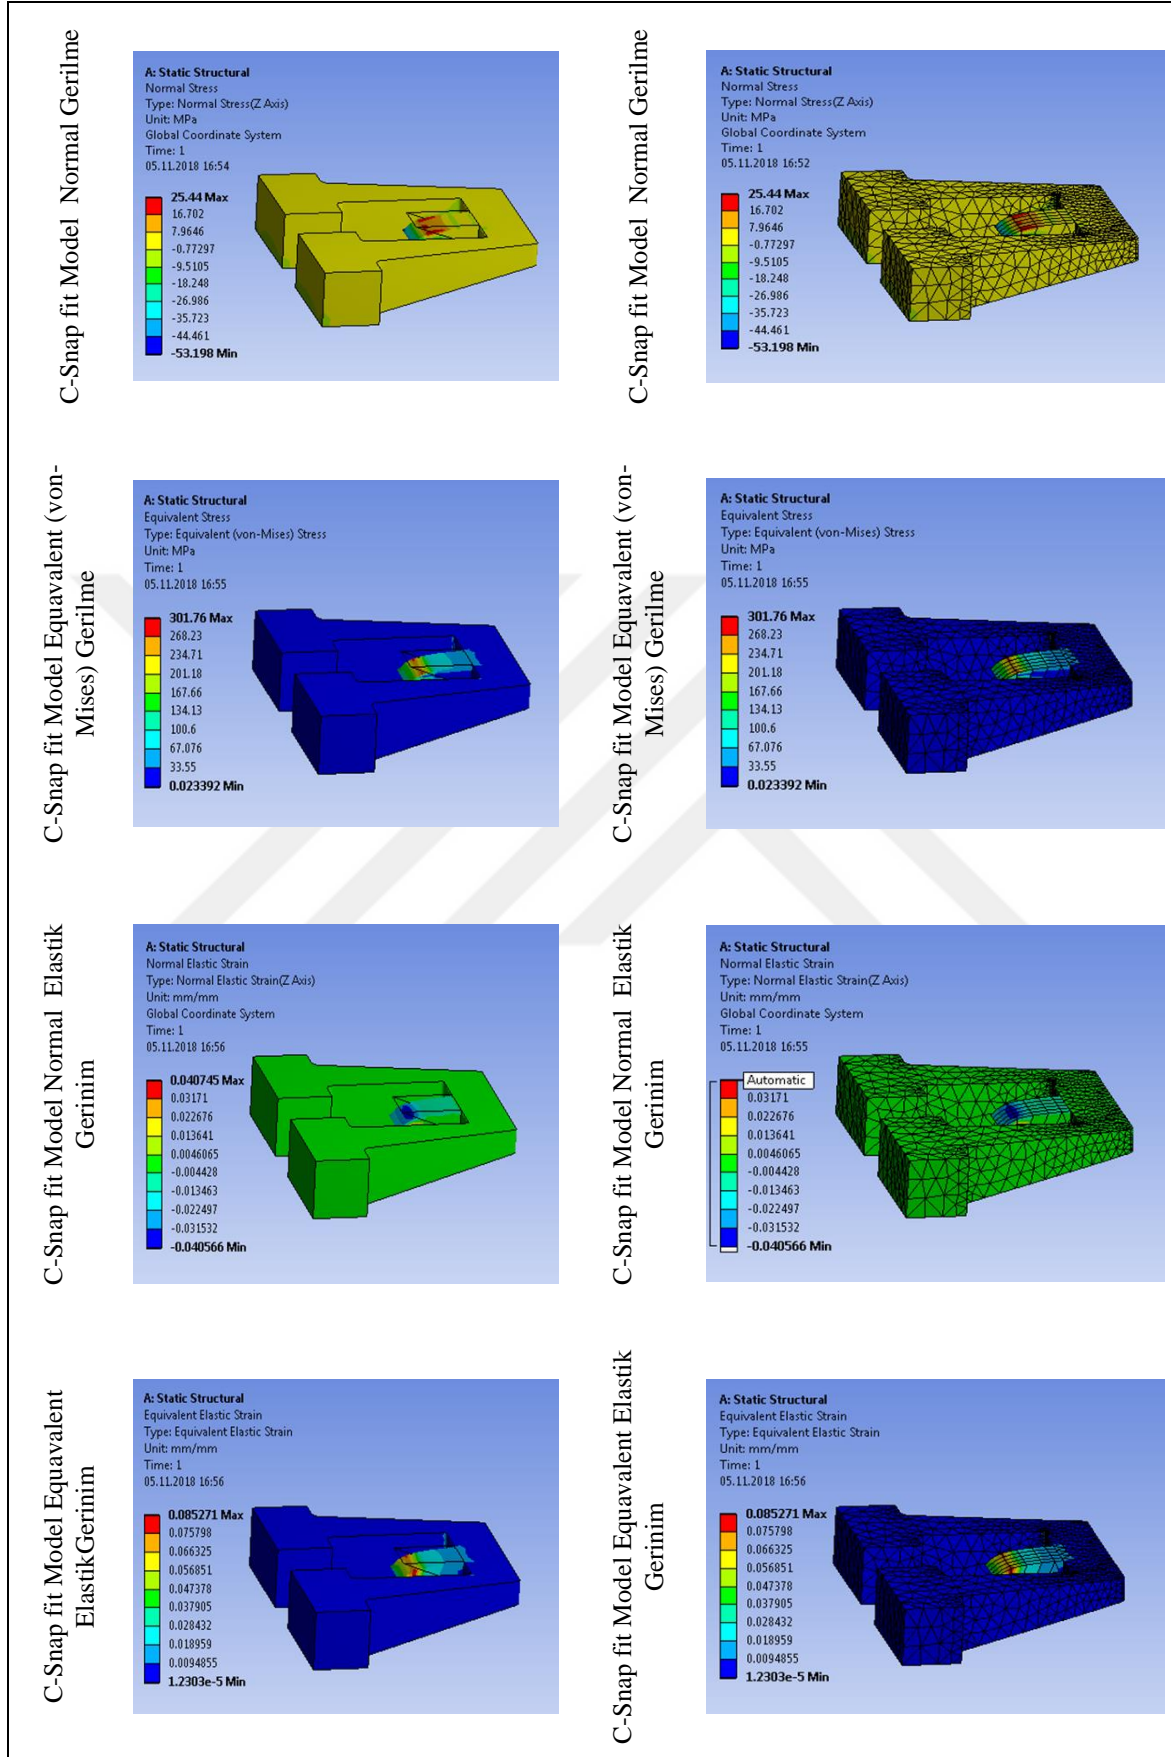 C-Snap fit Model  Normal Gerilme
A: Static Structural
Normal Stress
Type: Normal Stress(Z Axis)
Unit: MPa
Global Coordinate System
Time: 1
05.11.2018 16:54
25.44 Max
16.702
7.9646
-0.77297
-9.5105
-18.248
-26.986
-35.723
-44.461
-53.198 Min
C-Snap fit Model  Normal Gerilme
A: Static Structural
Normal Stress
Type: Normal Stress(Z Axis)
Unit: MPa
Global Coordinate System
Time: 1
05.11.2018 16:52
25.44 Max
16.702
7.9646
-0.77297
-9.5105
-18.248
-26.986
-35.723
-44.461
-53.198 Min
C-Snap fit Model Equavalent (von-
Mises) Gerilme
A: Static Structural
Equivalent Stress
Type: Equivalent (von-Mises) Stress
Unit: MPa
Time: 1
05.11.2018 16:55
301.76 Max
268.23
234.71
201.18
167.66
134.13
100.6
67.076
33.55
0.023392 Min
C-Snap fit Model Equavalent (von-
Mises) Gerilme
A: Static Structural
Equivalent Stress
Type: Equivalent (von-Mises) Stress
Unit: MPa
Time: 1
05.11.2018 16:55
301.76 Max
268.23
234.71
201.18
167.66
134.13
100.6
67.076
33.55
0.023392 Min
C-Snap fit Model Normal  Elastik
Gerinim
A: Static Structural
Normal Elastic Strain
Type: Normal Elastic Strain(Z Axis)
Unit: mm/mm
Global Coordinate System
Time: 1
05.11.2018 16:56
0.040745 Max
0.03171
0.022676
0.013641
0.0046065
-0.004428
-0.013463
-0.022497
-0.031532
-0.040566 Min
C-Snap fit Model Normal  Elastik
Gerinim
A: Static Structural
Normal Elastic Strain
Type: Normal Elastic Strain(Z Axis)
Unit: mm/mm
Global Coordinate System
Time: 1
05.11.2018 16:55
Automatic
0.03171
0.022676
0.013641
0.0046065
-0.004428
-0.013463
-0.022497
-0.031532
-0.040566 Min
C-Snap fit Model Equavalent
ElastikGerinim
A: Static Structural
Equivalent Elastic Strain
Type: Equivalent Elastic Strain
Unit: mm/mm
Time: 1
05.11.2018 16:56
0.085271 Max
0.075798
0.066325
0.056851
0.047378
0.037905
0.028432
0.018959
0.0094855
1.2303e-5 Min
C-Snap fit Model Equavalent Elastik
Gerinim
A: Static Structural
Equivalent Elastic Strain
Type: Equivalent Elastic Strain
Unit: mm/mm
Time: 1
05.11.2018 16:56
0.085271 Max
0.075798
0.066325
0.056851
0.047378
0.037905
0.028432
0.018959
0.0094855
1.2303e-5 Min